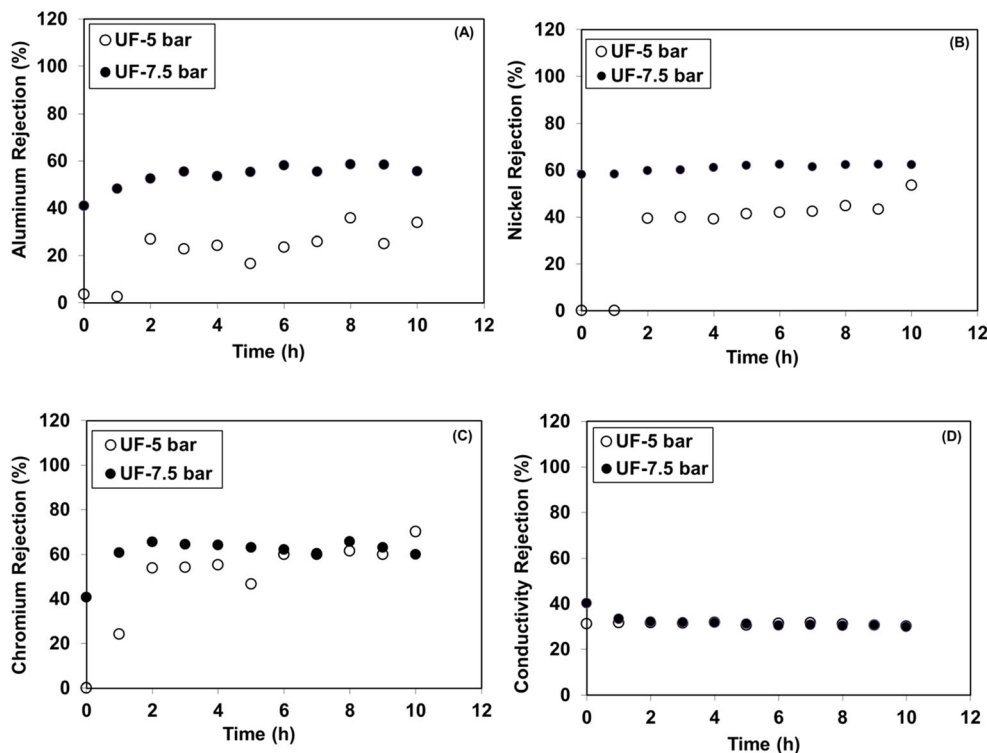 (A)
UF-5 bar
UF-7.5 bar
Aluminum Rejection (%)
120
100
80
60
40
20
0
0 2 4 6 8 10 12
Time (h)
(B)
UF-5 bar
UF-7.5 bar
Nickel Rejection (%)
120
100
80
60
40
20
0
0 2 4 6 8 10 12
Time (h)
(C)
UF-5 bar
UF-7.5 bar
Chromium Rejection (%)
120
100
80
60
40
20
0
0 2 4 6 8 10 12
Time (h)
(D)
UF-5 bar
UF-7.5 bar
Conductivity Rejection (%)
120
100
80
60
40
20
0
0 2 4 6 8 10 12
Time (h)